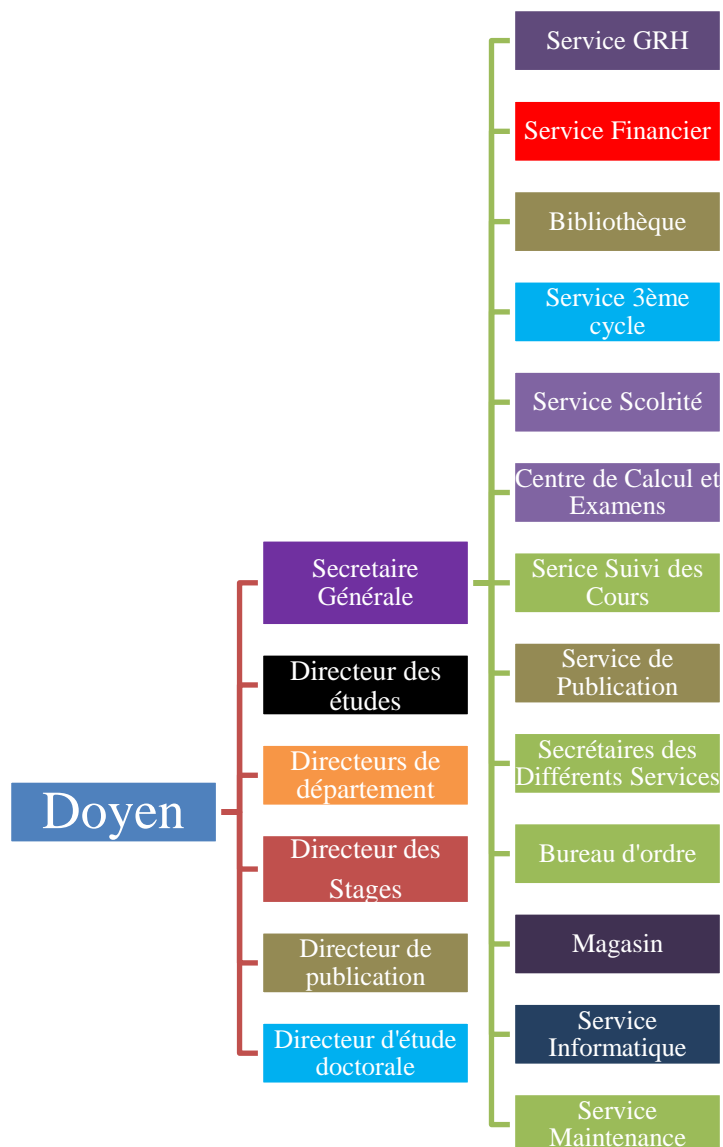 Doyen
Secretaire
Générale
Directeur des
études
Directeurs de
département
Directeur des
Stages
Directeur de
publication
Directeur d'étude
doctorale
Service GRH
Service Financier
Bibliothèque
Service 3ème
cycle
Service Scolrité
Centre de Calcul et
Examens
Serice Suivi des
Cours
Service de
Publication
Secrétaires des
Différents Services
Bureau d'ordre
Magasin
Service
Informatique
Service
Maintenance